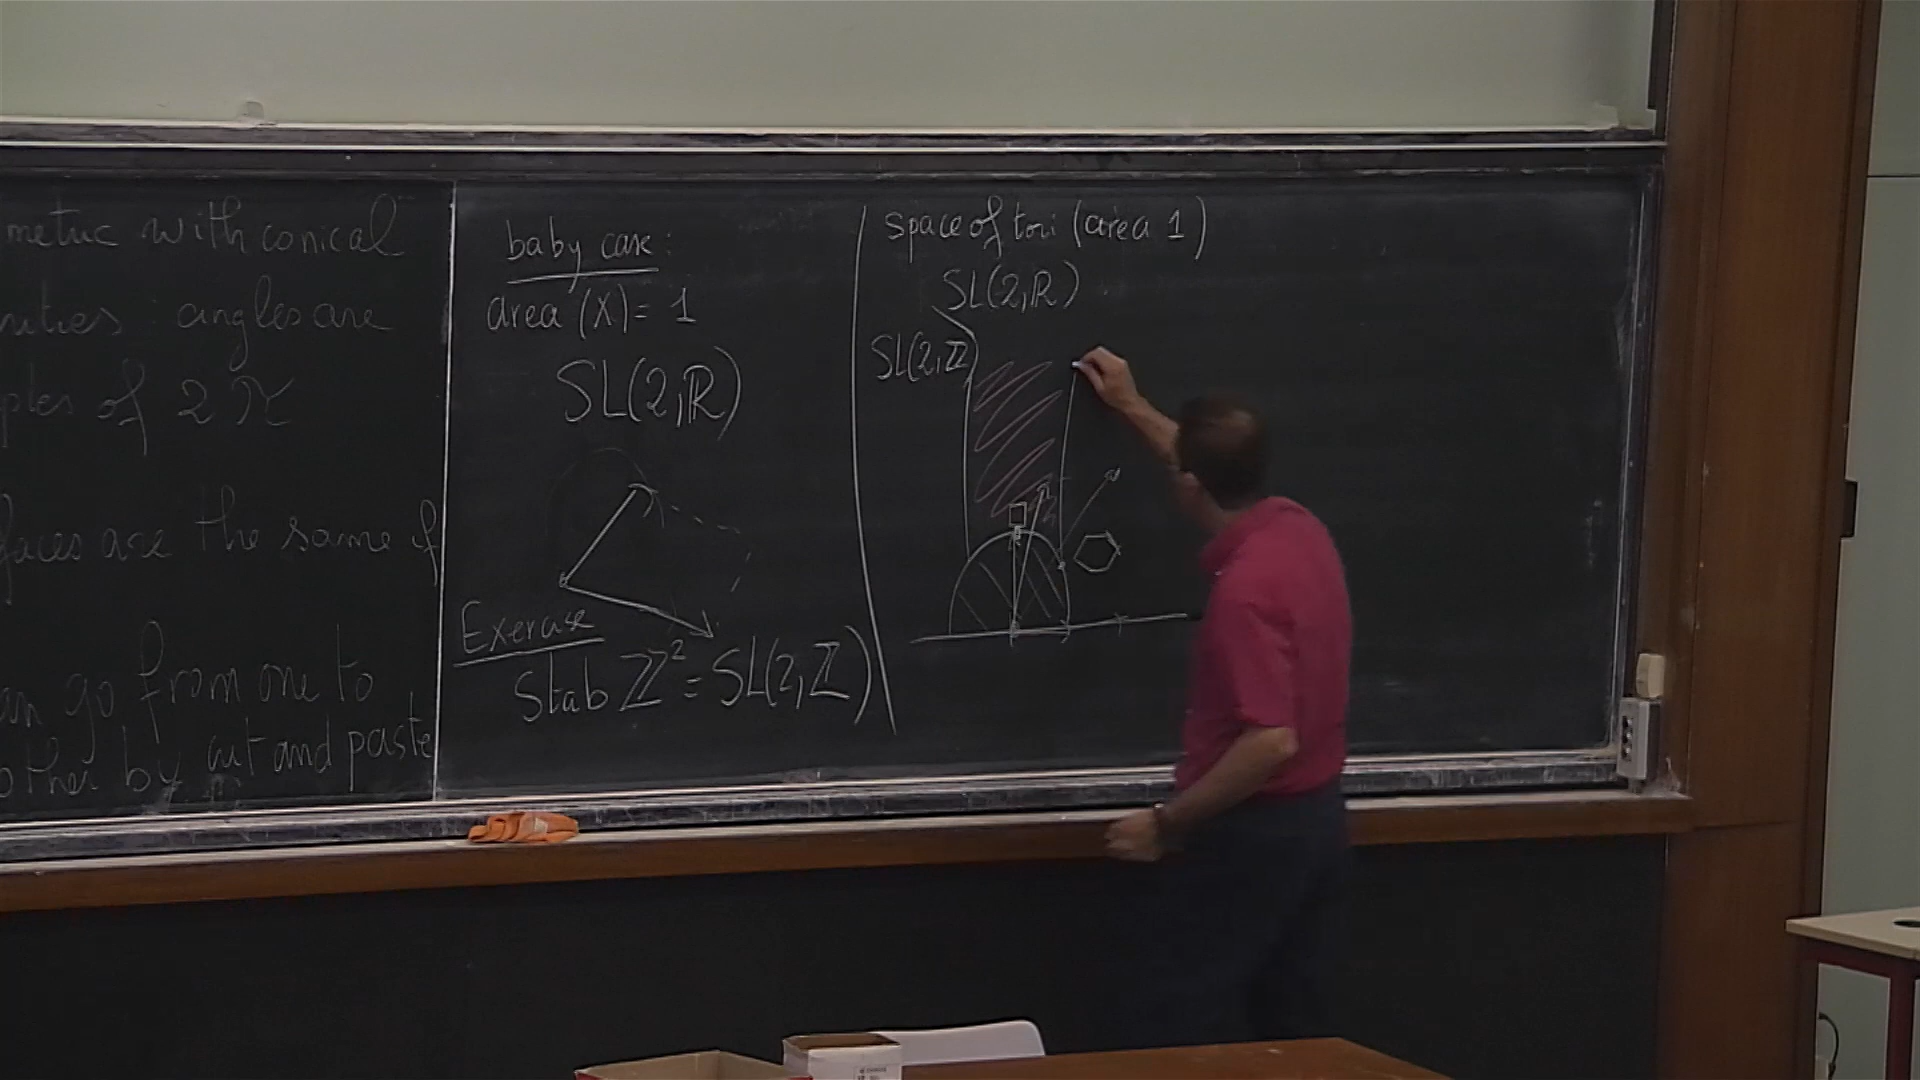 metric with conical
angles are
of 2π
faces are the same if
an go from one to
other by cut and paste
baby case:
area (X) = 1
SL(2,ℝ)
Exercise
Stab ℤ² = SL(2,ℤ)
space of tori (area 1)
SL(2,ℝ)
SL(2,ℤ)